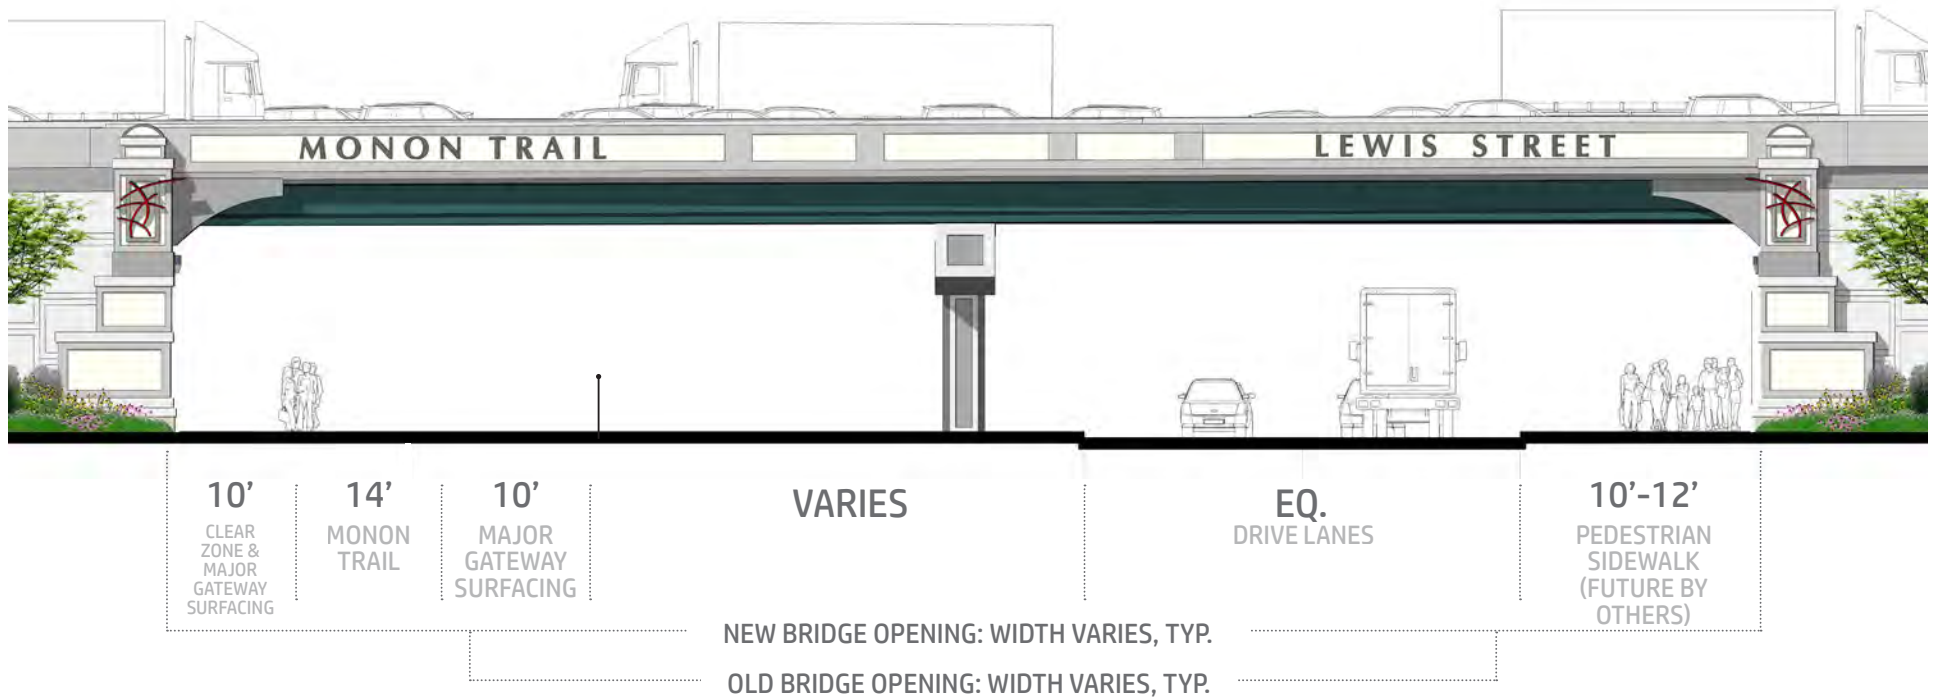 MONON TRAIL
LEWIS STREET
10’
CLEAR
ZONE &
MAJOR
GATEWAY
SURFACING
14’
MONON
TRAIL
10’
MAJOR
GATEWAY
SURFACING
VARIES
EQ.
DRIVE LANES
10’-12’
PEDESTRIAN
SIDEWALK
(FUTURE BY
OTHERS)
NEW BRIDGE OPENING: WIDTH VARIES, TYP.
OLD BRIDGE OPENING: WIDTH VARIES, TYP.